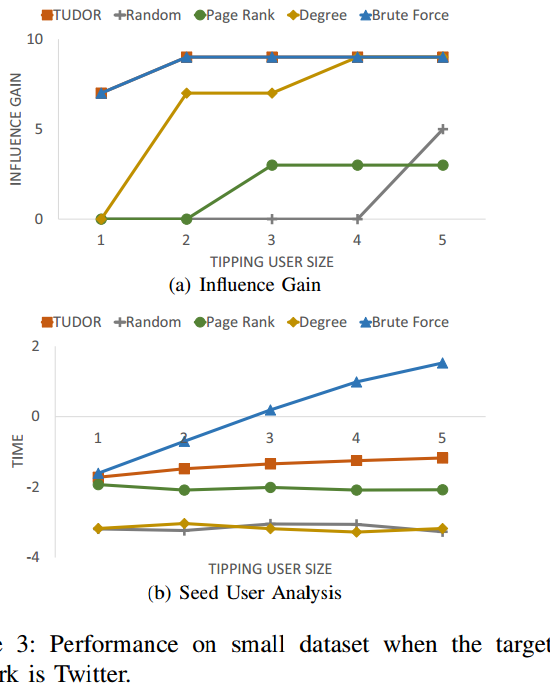 TUDOR Random Page Rank Degree Brute Force
10
5
0
INFLUENCE GAIN
1 2 3 4 5
TIPPING USER SIZE
(a) Influence Gain
TUDOR Random Page Rank Degree Brute Force
2
0
-2
-4
TIME
1 2 3 4 5
TIPPING USER SIZE
(b) Seed User Analysis
e 3: Performance on small dataset when the target
rk is Twitter.